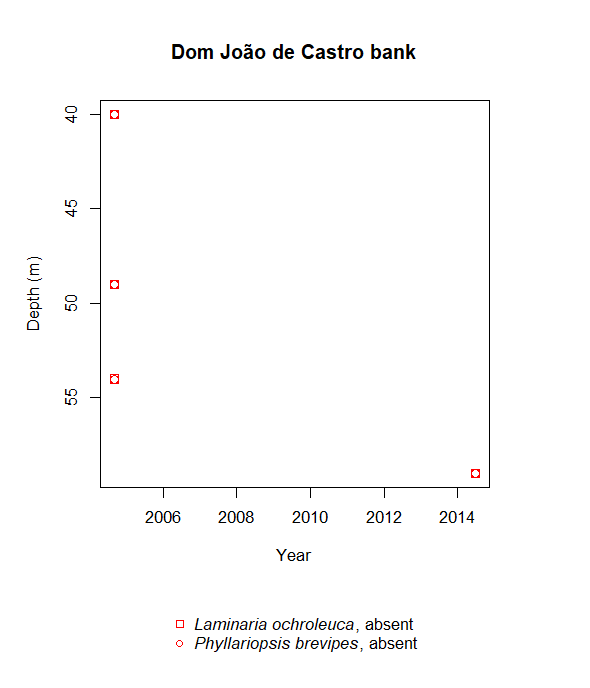 Dom João de Castro bank
40
45
50
55
Depth (m)
2006 2008 2010 2012 2014
Year
Laminaria ochroleuca, absent
Phyllariopsis brevipes, absent